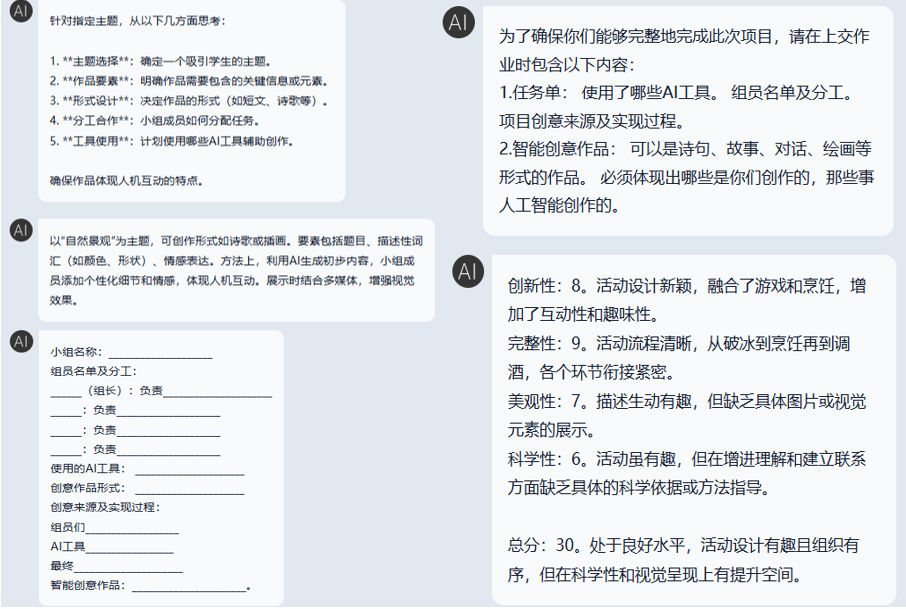 AI
针对指定主题，从以下几方面思考：
1. **主题选择**：确定一个吸引学生的主题。
2. **作品要素**：明确作品需要包含的关键信息或元素。
3. **形式设计**：决定作品的形式（如短文、诗歌等）。
4. **分工合作**：小组成员如何分配任务。
5. **工具使用**：计划使用哪些AI工具辅助创作。
确保作品体现人机互动的特点。
AI
以“自然景观”为主题，可创作形式如诗歌或插画。要素包括题目、描述性词
汇（如颜色、形状）、情感表达。方法上，利用AI生成初步内容，小组成
员添加个性化细节和情感，体现人机互动。展示时结合多媒体，增强视觉
效果。
AI
小组名称：____________________
组员名单及分工：
______（组长）：负责_____________________
______：负责____________________
______：负责____________________
______：负责____________________
使用的AI工具：_____________________
创意作品形式：_____________________
创意来源及实现过程：
组员们__________________
AI工具_________________
最终_____________________
智能创意作品：______________________。
AI
为了确保你们能够完整地完成此次项目，请在上交作
业时包含以下内容：
1.任务单： 使用了哪些AI工具。 组员名单及分工。
项目创意来源及实现过程。
2.智能创意作品： 可以是诗句、故事、对话、绘画等
形式的作品。 必须体现出哪些是你们创作的，那些事
人工智能创作的。
AI
创新性：8。活动设计新颖，融合了游戏和烹饪，增
加了互动性和趣味性。
完整性：9。活动流程清晰，从破冰到烹饪再到调
酒，各个环节衔接紧密。
美观性：7。描述生动有趣，但缺乏具体图片或视觉
元素的展示。
科学性：6。活动虽有趣，但在增进理解和建立联系
方面缺乏具体的科学依据或方法指导。
总分：30。处于良好水平，活动设计有趣且组织有
序，但在科学性和视觉呈现上有提升空间。